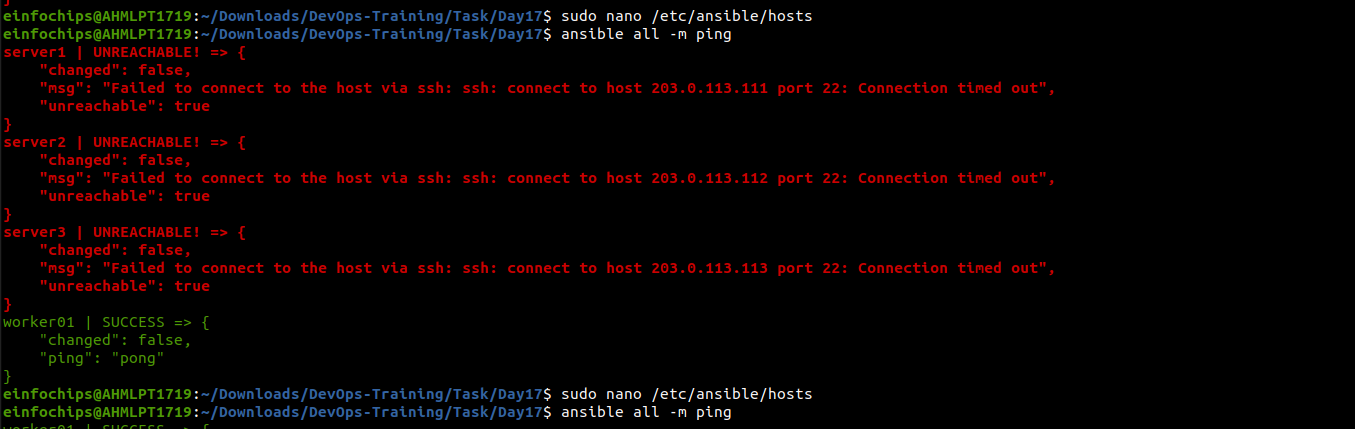 }
einfochips@AHMLPT1719:~/Downloads/DevOps-Training/Task/Day17$ sudo nano /etc/ansible/hosts
einfochips@AHMLPT1719:~/Downloads/DevOps-Training/Task/Day17$ ansible all -m ping
server1 | UNREACHABLE! => {
    "changed": false,
    "msg": "Failed to connect to the host via ssh: ssh: connect to host 203.0.113.111 port 22: Connection timed out",
    "unreachable": true
}
server2 | UNREACHABLE! => {
    "changed": false,
    "msg": "Failed to connect to the host via ssh: ssh: connect to host 203.0.113.112 port 22: Connection timed out",
    "unreachable": true
}
server3 | UNREACHABLE! => {
    "changed": false,
    "msg": "Failed to connect to the host via ssh: ssh: connect to host 203.0.113.113 port 22: Connection timed out",
    "unreachable": true
}
worker01 | SUCCESS => {
    "changed": false,
    "ping": "pong"
}
einfochips@AHMLPT1719:~/Downloads/DevOps-Training/Task/Day17$ sudo nano /etc/ansible/hosts
einfochips@AHMLPT1719:~/Downloads/DevOps-Training/Task/Day17$ ansible all -m ping
worker01 | SUCCESS => {